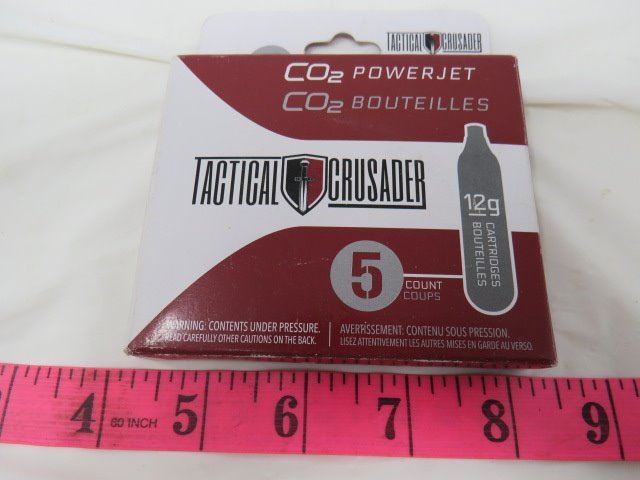 TACTICAL CRUSADER
CO2 POWERJET
CO2 BOUTEILLES
TACTICAL CRUSADER
12g
CARTRIDGES
BOUTEILLES
5 COUNT
COUPS
WARNING: CONTENTS UNDER PRESSURE.
READ CAREFULLY OTHER CAUTIONS ON THE BACK.
AVERTISSEMENT: CONTENU SOUS PRESSION.
LISEZ ATTENTIVEMENT LES AUTRES MISES EN GARDE AU VERSO.
4 60 INCH 5 6 7 8 9